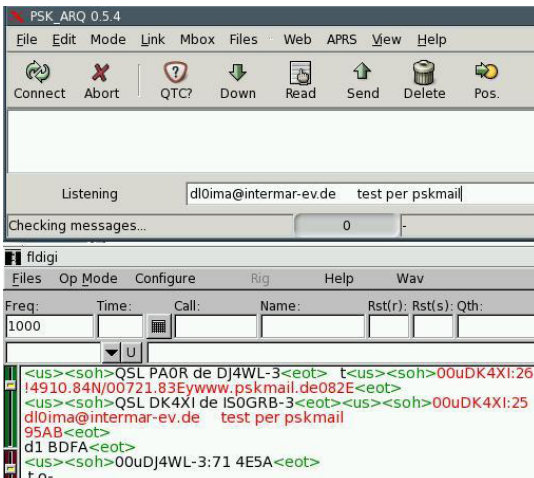 PSK_ARQ 0.5.4
File Edit Mode Link Mbox Files Web APRS View Help
Connect Abort QTC? Down Read Send Delete Pos.
Listening dl0ima@intermar-ev.de test per pskmail
Checking messages... 0 -
fldigi
Files Op Mode Configure Rig Help Wav
Freq: Time: Call: Name: Rst(r): Rst(s): Qth:
1000
U
<us><soh>QSL PA0R de DJ4WL-3<eot> t<us><soh>00uDK4XI:26
!4910.84N/00721.83Eywww.pskmail.de082E<eot>
<us><soh>QSL DK4XI de IS0GRB-3<eot><us><soh>00uDK4XI:25
dl0ima@intermar-ev.de test per pskmail
95AB<eot>
d1 BDFA<eot>
<us><soh>00uDJ4WL-3:71 4E5A<eot>